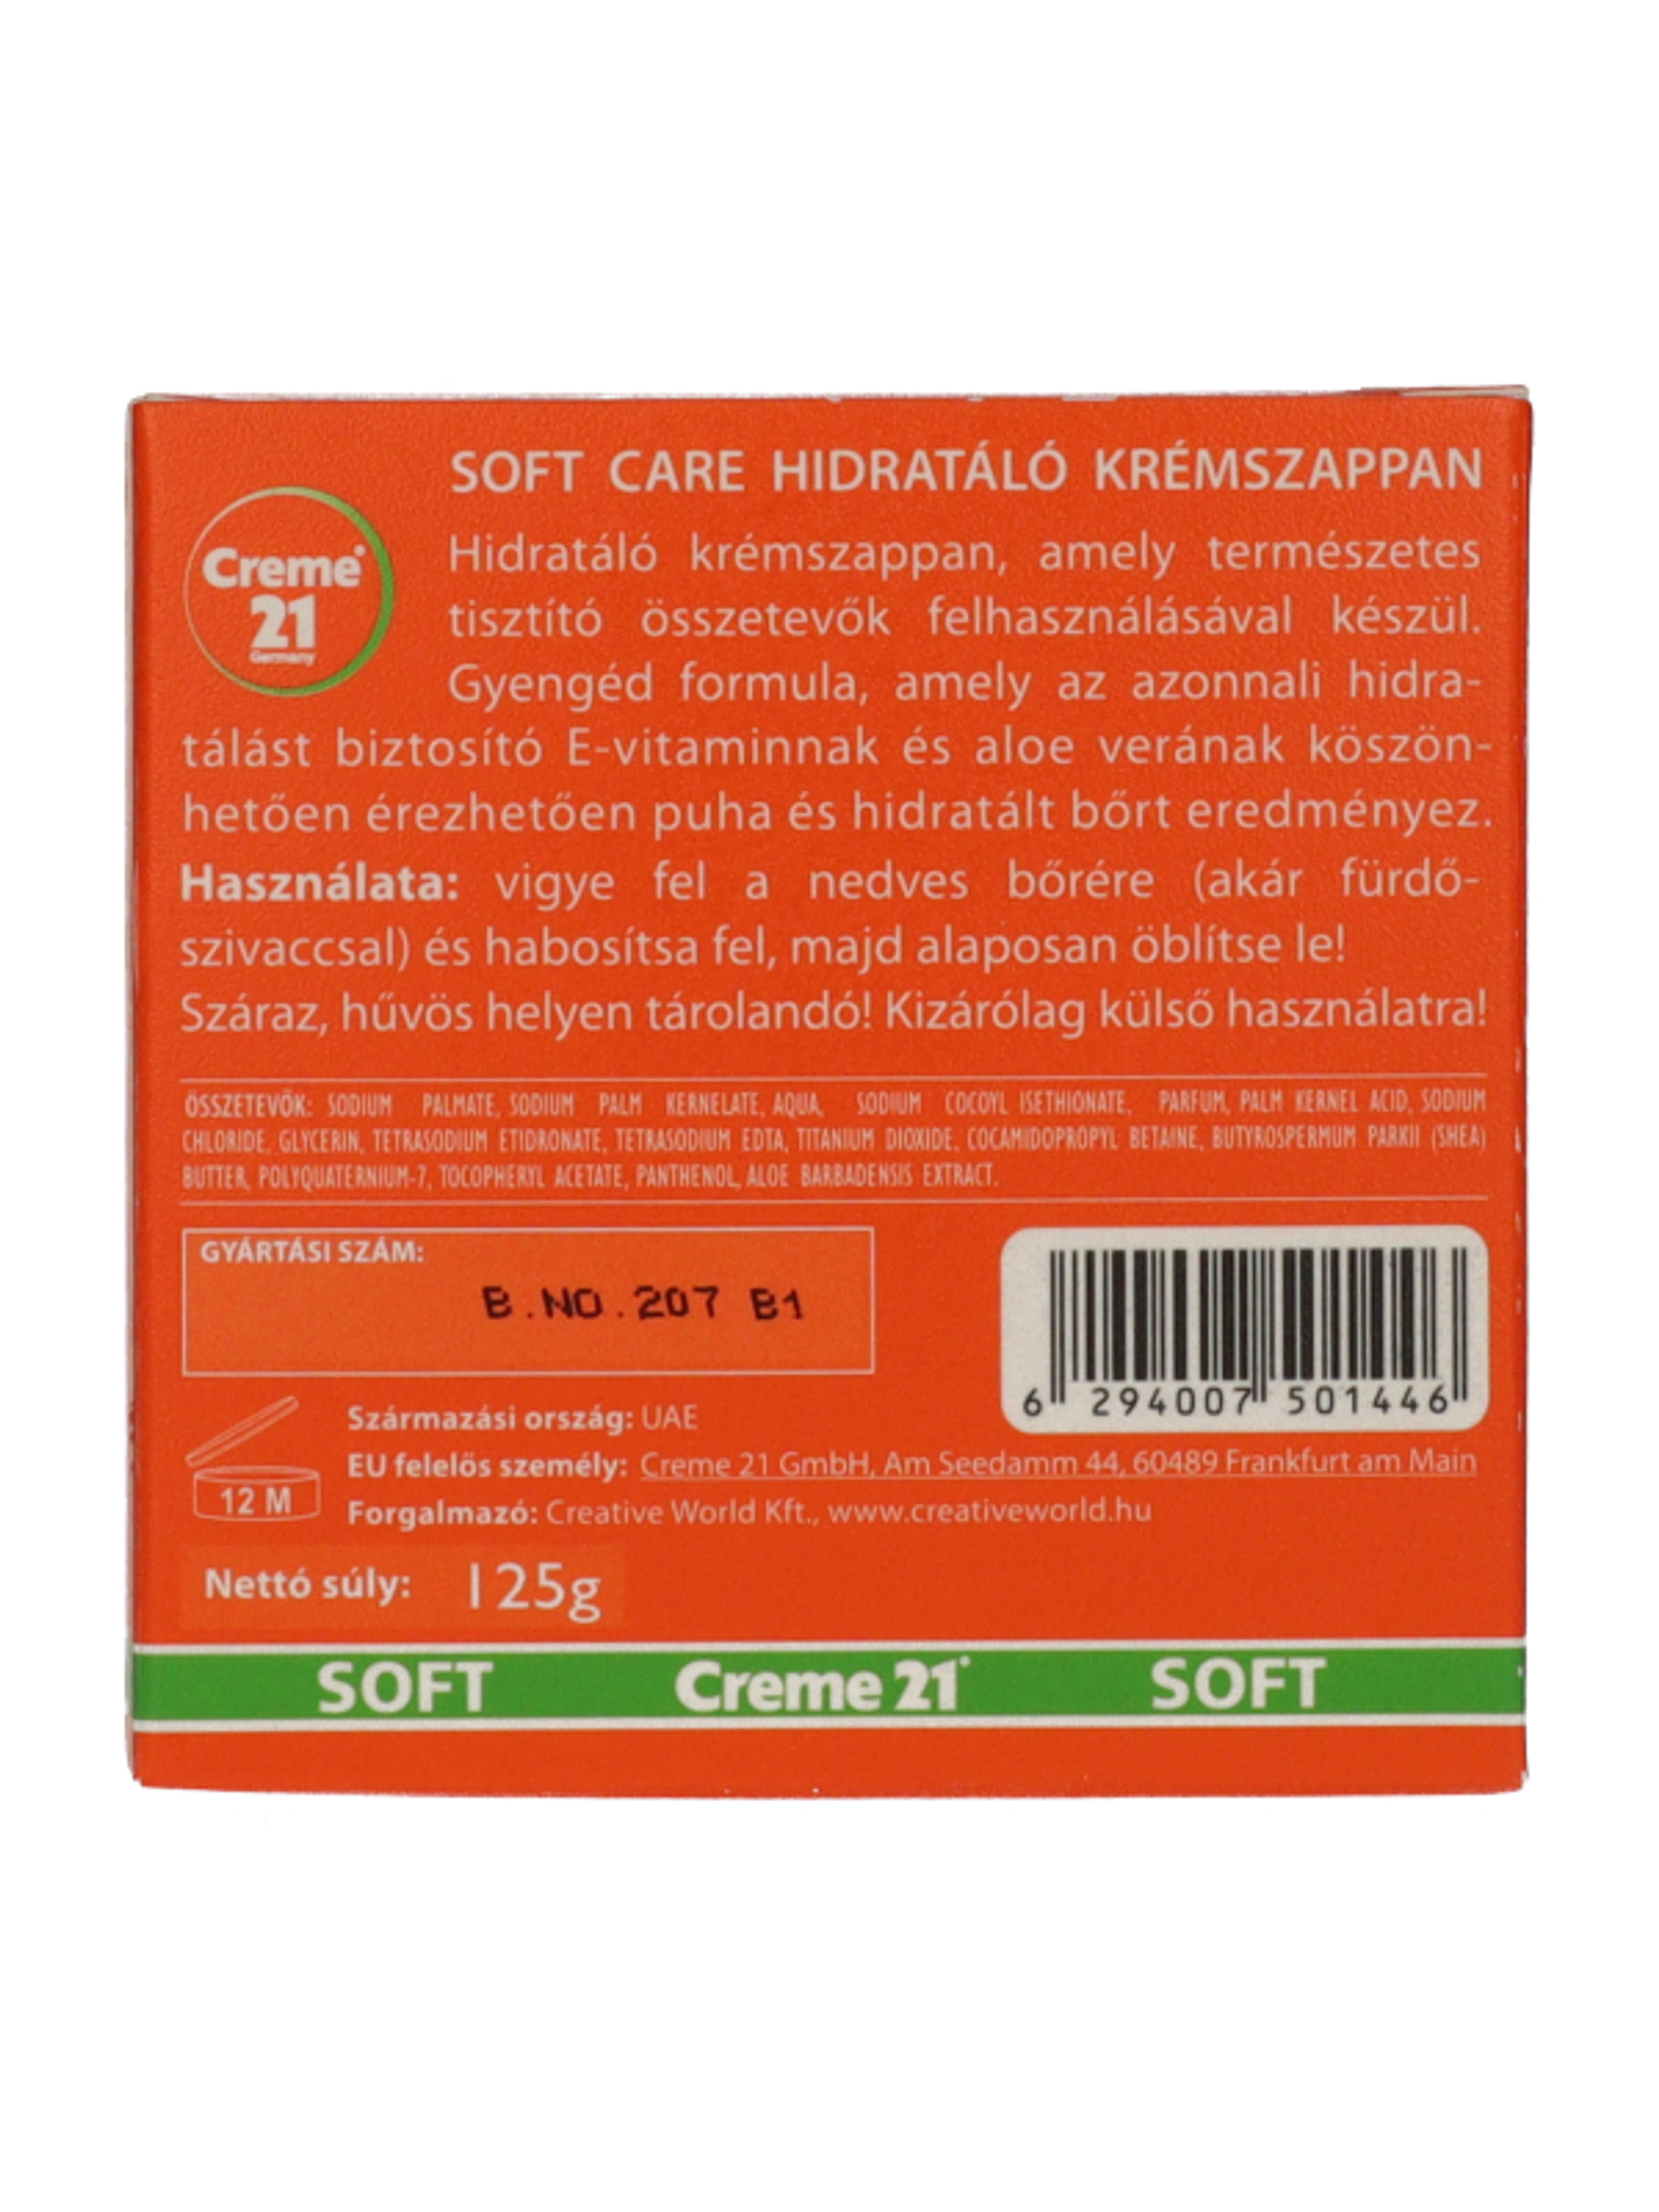 SOFT CARE HIDRATÁLÓ KRÉMSZAPPAN
Creme®
21
Germany
Hidratáló krémszappan, amely természetes
tisztító összetevők felhasználásával készül.
Gyengéd formula, amely az azonnali hidra-
tálást biztosító E-vitaminnak és aloe verának köszön-
hetően érezhetően puha és hidratált bőrt eredményez.
Használata: vigye fel a nedves bőrére (akár fürdő-
szivaccsal) és habosítsa fel, majd alaposan öblítse le!
Száraz, hűvös helyen tárolandó! Kizárólag külső használatra!
ÖSSZETEVŐK: SODIUM PALMATE, SODIUM PALM KERNELATE, AQUA, SODIUM COCOYL ISETHIONATE, PARFUM, PALM KERNEL ACID, SODIUM
CHLORIDE, GLYCERIN, TETRASODIUM ETIDRONATE, TETRASODIUM EDTA, TITANIUM DIOXIDE, COCAMIDOPROPYL BETAINE, BUTYROSPERMUM PARKII (SHEA)
BUTTER, POLYQUATERNIUM-7, TOCOPHERYL ACETATE, PANTHENOL, ALOE BARBADENSIS EXTRACT.
GYÁRTÁSI SZÁM:
B.NO.207 B1
6 294007 501446
Származási ország: UAE
EU felelős személy: Creme 21 GmbH, Am Seedamm 44, 60489 Frankfurt am Main
12 M
Forgalmazó: Creative World Kft., www.creativeworld.hu
Nettó súly: 125g
SOFT Creme 21® SOFT